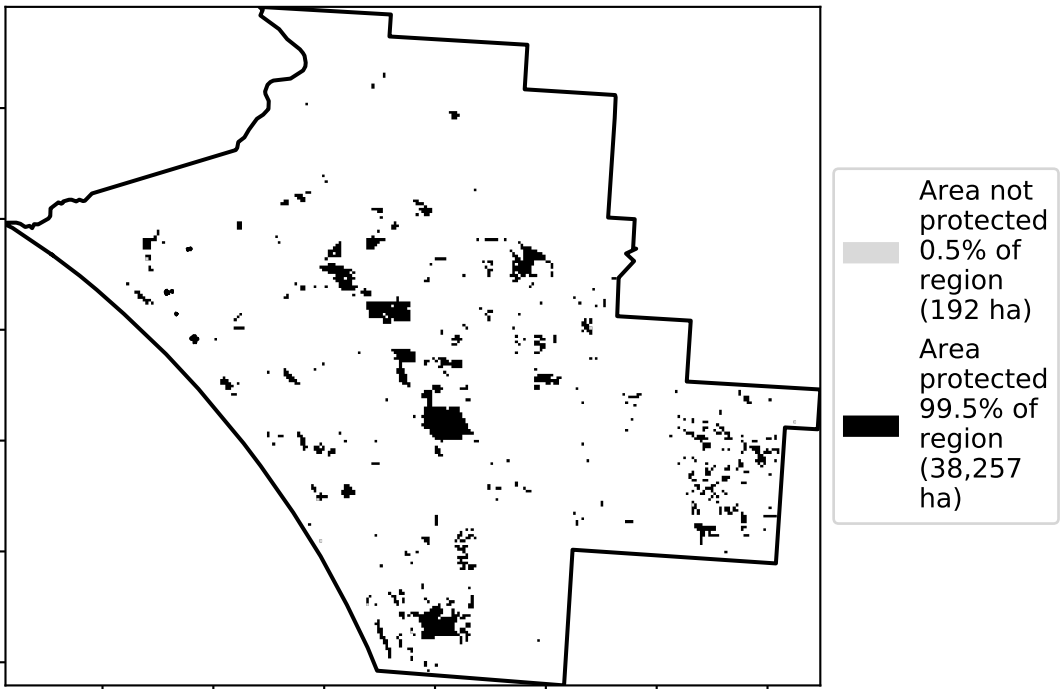 Area not
protected
0.5% of
region
(192 ha)
Area
protected
99.5% of
region
(38,257
ha)